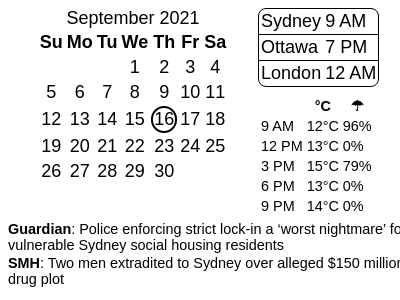 September 2021
Su Mo Tu We Th Fr Sa
1 2 3 4
5 6 7 8 9 10 11
12 13 14 15 16 17 18
19 20 21 22 23 24 25
26 27 28 29 30
Sydney 9 AM
Ottawa 7 PM
London 12 AM
°C ☂
9 AM 12°C 96%
12 PM 13°C 0%
3 PM 15°C 79%
6 PM 13°C 0%
9 PM 14°C 0%
Guardian: Police enforcing strict lock-in a ‘worst nightmare’ fo
vulnerable Sydney social housing residents
SMH: Two men extradited to Sydney over alleged $150 million
drug plot